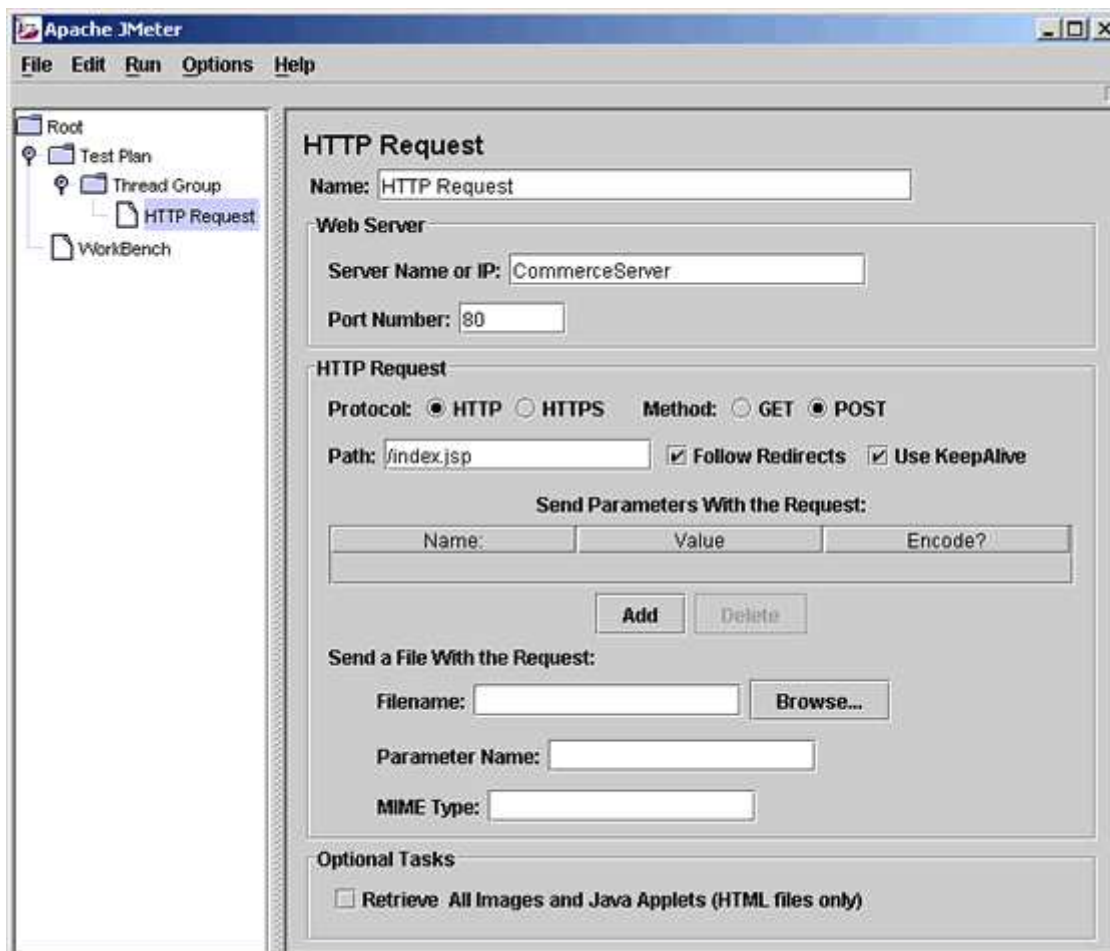 Apache JMeter
File Edit Run Options Help
Root
Test Plan
Thread Group
HTTP Request
WorkBench
HTTP Request
Name: HTTP Request
Web Server
Server Name or IP: CommerceServer
Port Number: 80
HTTP Request
Protocol: HTTP HTTPS Method: GET POST
Path: /index.jsp Follow Redirects Use KeepAlive
Send Parameters With the Request:
Name: Value Encode?
Add Delete
Send a File With the Request:
Filename: Browse...
Parameter Name:
MIME Type:
Optional Tasks
Retrieve All Images and Java Applets (HTML files only)